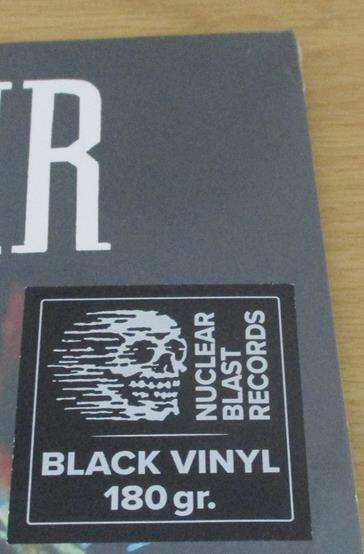 R
NUCLEAR
BLAST
RECORDS
BLACK VINYL
180 gr.